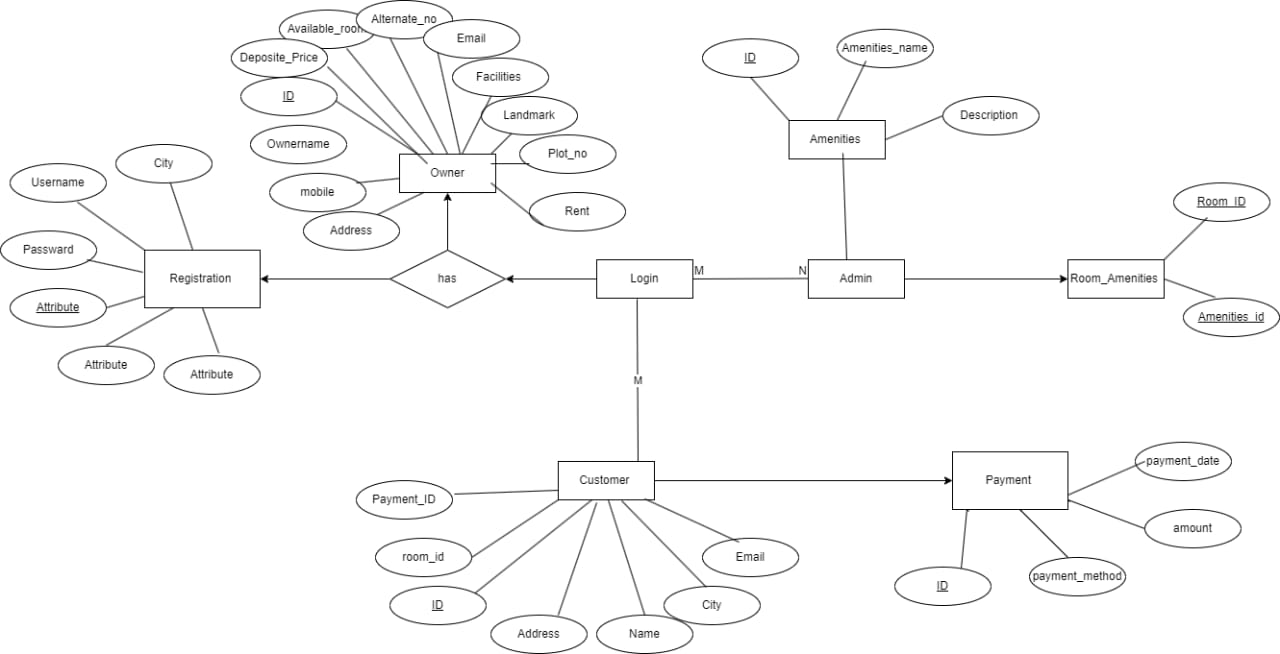 Available_room
Alternate_no
Email
Deposite_Price
Facilities
ID
Landmark
Ownername
Plot_no
Owner
mobile
Rent
Address
ID
Amenities_name
Description
Amenities
City
Username
Password
Registration
Attribute
Attribute
Attribute
has
Login
M
N
Admin
Room_ID
Room_Amenities
Amenities_id
M
Customer
Payment
payment_date
Payment_ID
amount
room_id
Email
ID
City
ID
payment_method
Address
Name